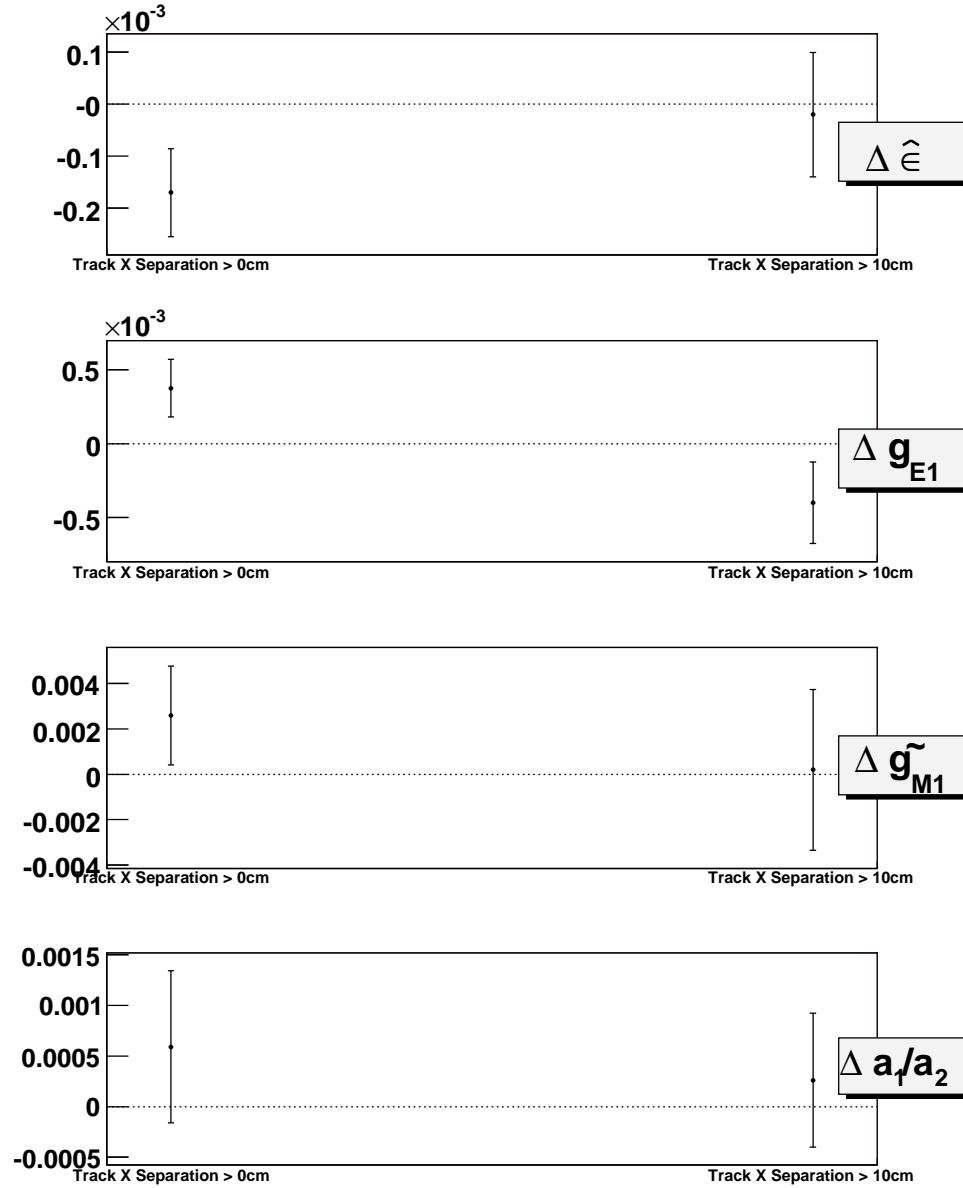 ×10-3
0.1
-0
-0.1
-0.2
Δ ϵ̂
Track X Separation > 0cm Track X Separation > 10cm
×10-3
0.5
0
-0.5
Δ gE1
Track X Separation > 0cm Track X Separation > 10cm
0.004
0.002
0
-0.002
-0.004
Δ g̃M1
Track X Separation > 0cm Track X Separation > 10cm
0.0015
0.001
0.0005
0
-0.0005
Δ a1/a2
Track X Separation > 0cm Track X Separation > 10cm